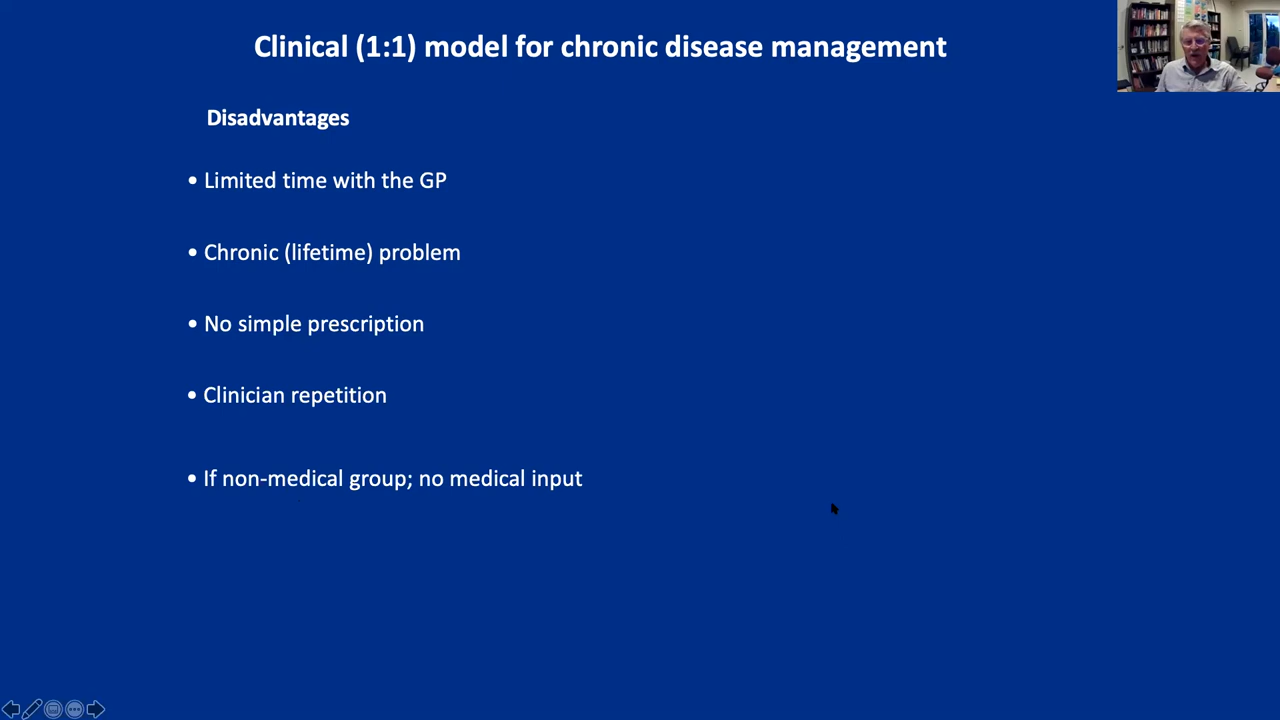 Clinical (1:1) model for chronic disease management
Disadvantages
• Limited time with the GP
• Chronic (lifetime) problem
• No simple prescription
• Clinician repetition
• If non-medical group; no medical input